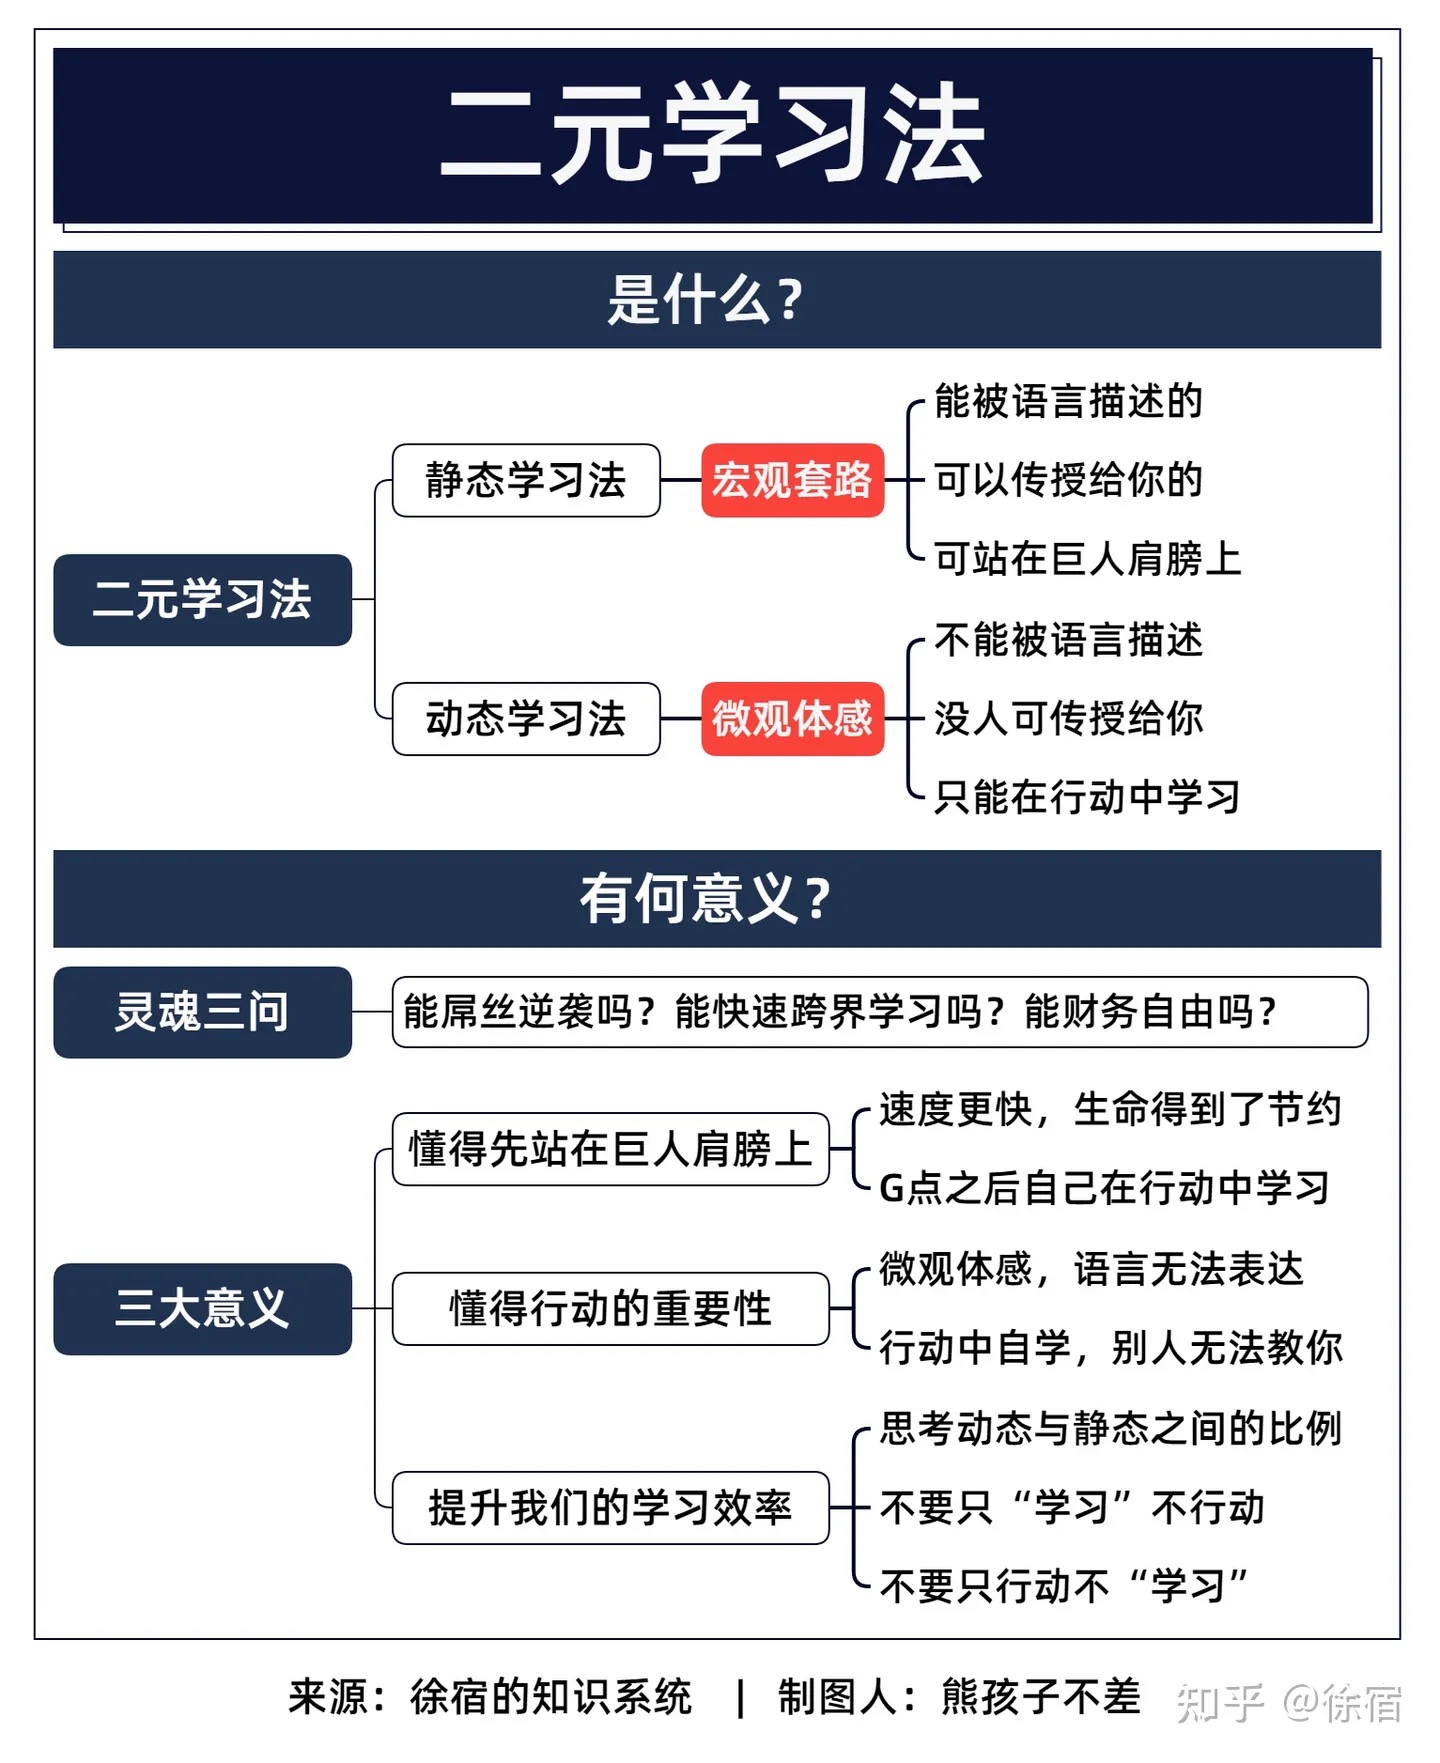 二元学习法
是什么？
二元学习法
静态学习法
宏观套路
能被语言描述的
可以传授给你的
可站在巨人肩膀上
动态学习法
微观体感
不能被语言描述
没人可传授给你
只能在行动中学习
有何意义？
灵魂三问
能屌丝逆袭吗？能快速跨界学习吗？能财务自由吗？
三大意义
懂得先站在巨人肩膀上
速度更快，生命得到了节约
G点之后自己在行动中学习
懂得行动的重要性
微观体感，语言无法表达
行动中自学，别人无法教你
提升我们的学习效率
思考动态与静态之间的比例
不要只“学习”不行动
不要只行动不“学习”
来源：徐宿的知识系统 | 制图人：熊孩子不差
知乎 @徐宿